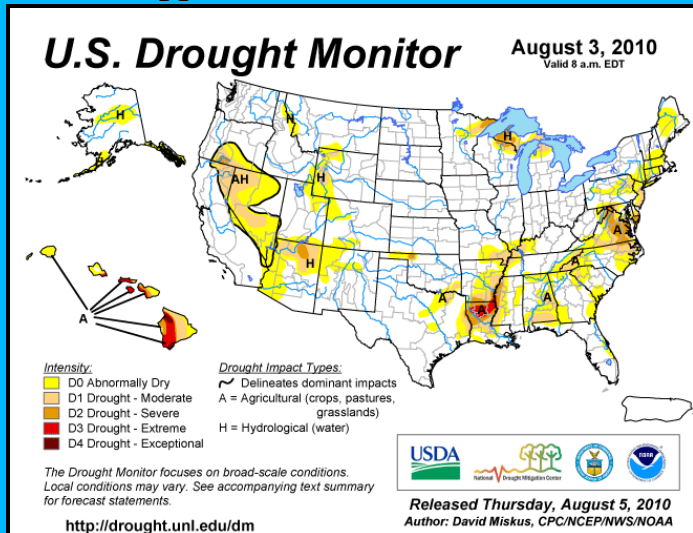 U.S. Drought Monitor
August 3, 2010
Valid 8 a.m. EDT
H
H
H
AH
H
H
A
A
A
A
A
A
Intensity:
D0 Abnormally Dry
D1 Drought - Moderate
D2 Drought - Severe
D3 Drought - Extreme
D4 Drought - Exceptional
Drought Impact Types:
Delineates dominant impacts
A = Agricultural (crops, pastures,
grasslands)
H = Hydrological (water)
The Drought Monitor focuses on broad-scale conditions.
Local conditions may vary. See accompanying text summary
for forecast statements.
http://drought.unl.edu/dm
USDA
National Drought Mitigation Center
NOAA
Released Thursday, August 5, 2010
Author: David Miskus, CPC/NCEP/NWS/NOAA